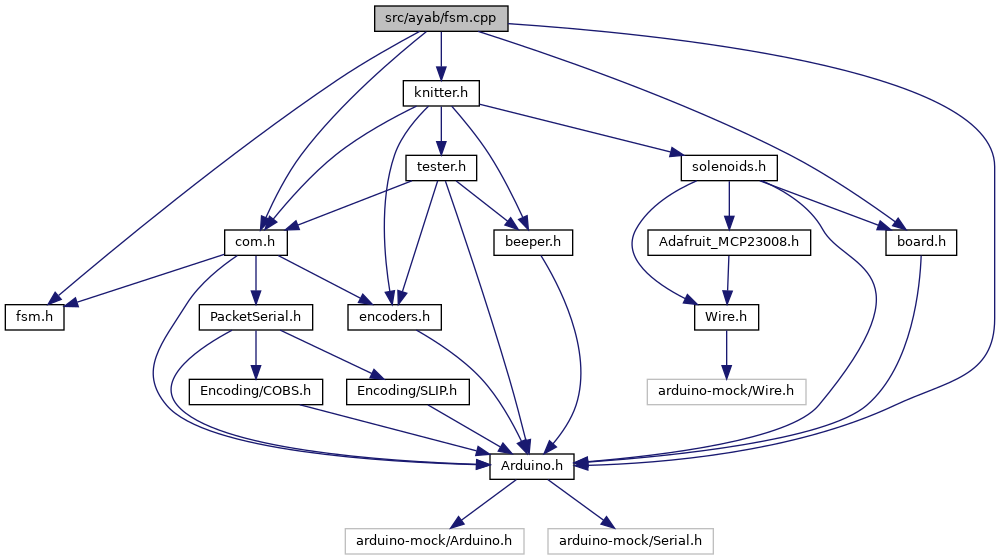 src/ayab/fsm.cpp
knitter.h
tester.h
solenoids.h
com.h
beeper.h
Adafruit_MCP23008.h
board.h
fsm.h
PacketSerial.h
encoders.h
Wire.h
Encoding/COBS.h
Encoding/SLIP.h
arduino-mock/Wire.h
Arduino.h
arduino-mock/Arduino.h
arduino-mock/Serial.h